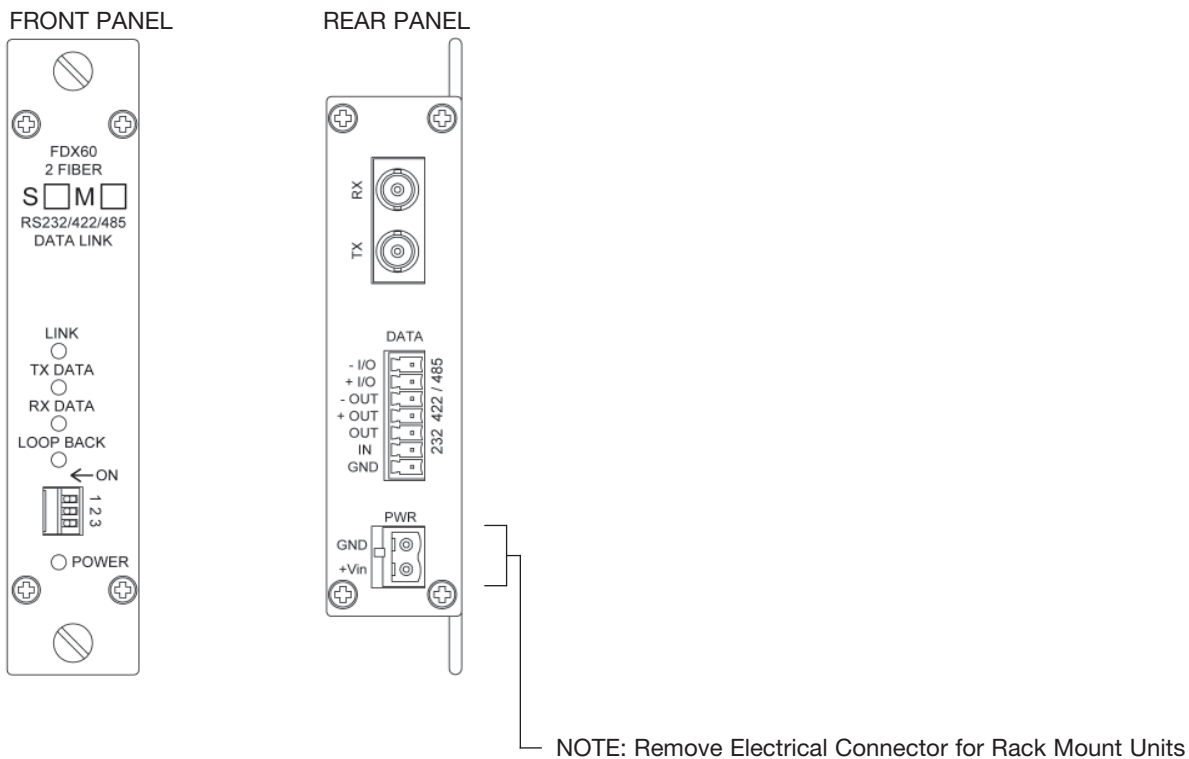 FRONT PANEL
FDX60
2 FIBER
S M
RS232/422/485
DATA LINK
LINK
TX DATA
RX DATA
LOOP BACK
ON
1
2
3
POWER
REAR PANEL
RX
TX
DATA
- I/O
+ I/O
- OUT
+ OUT
OUT
IN
GND
232 422 / 485
PWR
GND
+Vin
NOTE: Remove Electrical Connector for Rack Mount Units